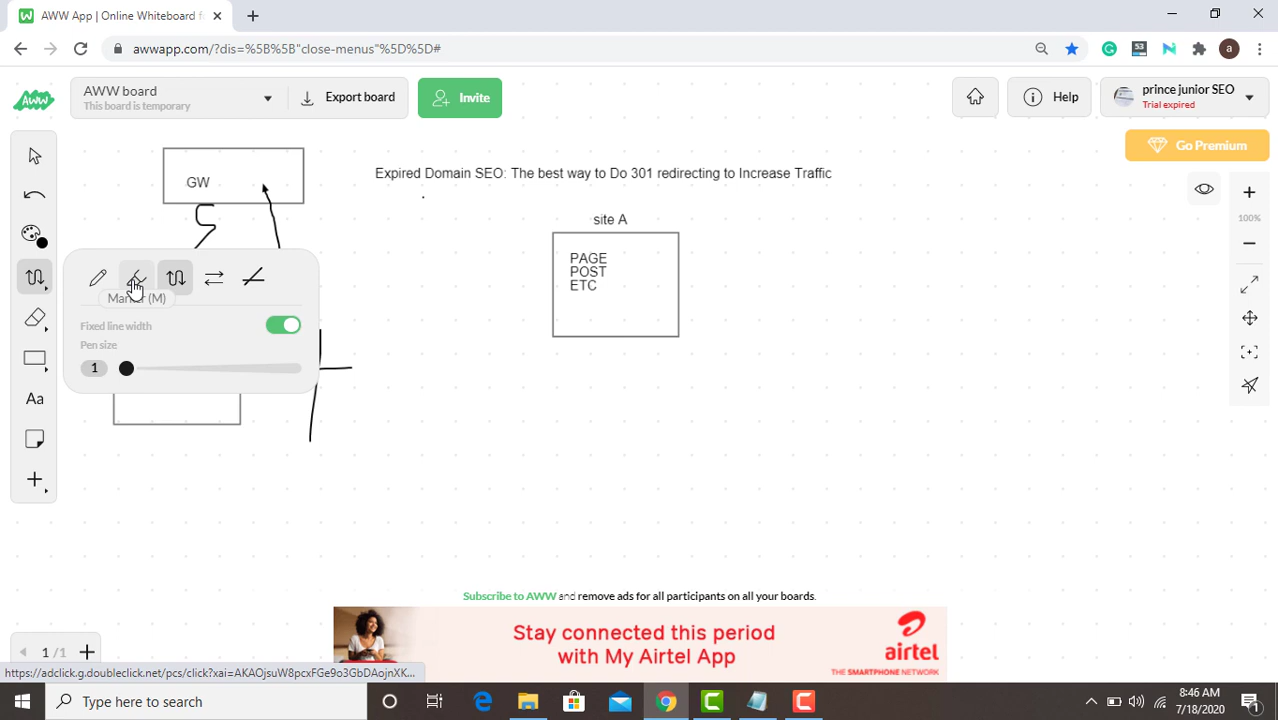 AWW App | Online Whiteboard f
awwapp.com/?dis=%5B%5B"close-menus"%5D%5D#
53
a
AWW
AWW board
This board is temporary
Export board
Invite
Help
prince junior SEO
Trial expired
Go Premium
GW
Expired Domain SEO: The best way to Do 301 redirecting to Increase Traffic
100%
site A
PAGE
POST
ETC
Marker (M)
Fixed line width
Pen size
1
Aa
Subscribe to AWW and remove ads for all participants on all your boards.
Stay connected this period
with My Airtel App
airtel
THE SMARTPHONE NETWORK
1 /1
https://adclick.g.doubleclick.net/pcs/click?xai=AKAOjsuW8pcxFGe9o3GbDAojnXK...
Type here to search
8:46 AM
7/18/2020
1